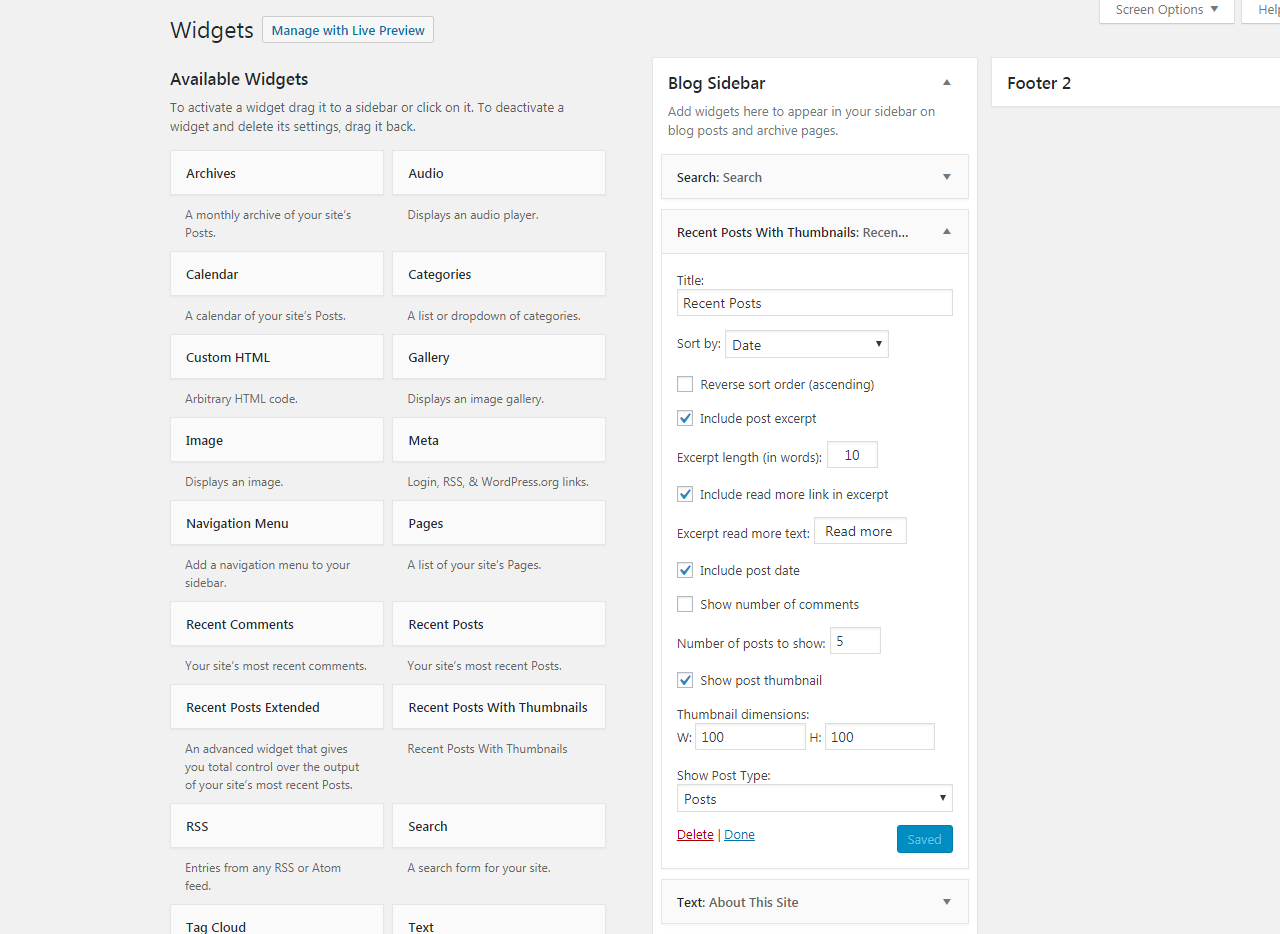 Screen Options
Help
Widgets
Manage with Live Preview
Available Widgets
To activate a widget drag it to a sidebar or click on it. To deactivate a
widget and delete its settings, drag it back.
Archives
A monthly archive of your site's
Posts.
Audio
Displays an audio player.
Calendar
A calendar of your site's Posts.
Categories
A list or dropdown of categories.
Custom HTML
Arbitrary HTML code.
Gallery
Displays an image gallery.
Image
Displays an image.
Meta
Login, RSS, & WordPress.org links.
Navigation Menu
Add a navigation menu to your
sidebar.
Pages
A list of your site's Pages.
Recent Comments
Your site's most recent comments.
Recent Posts
Your site's most recent Posts.
Recent Posts Extended
An advanced widget that gives
you total control over the output
of your site's most recent Posts.
Recent Posts With Thumbnails
Recent Posts With Thumbnails
RSS
Entries from any RSS or Atom
feed.
Search
A search form for your site.
Tag Cloud
Text
Blog Sidebar
Add widgets here to appear in your sidebar on
blog posts and archive pages.
Search: Search
Recent Posts With Thumbnails: Recen...
Title:
Recent Posts
Sort by: Date
Reverse sort order (ascending)
Include post excerpt
Excerpt length (in words): 10
Include read more link in excerpt
Excerpt read more text: Read more
Include post date
Show number of comments
Number of posts to show: 5
Show post thumbnail
Thumbnail dimensions:
W: 100 H: 100
Show Post Type:
Posts
Delete | Done
Saved
Text: About This Site
Footer 2